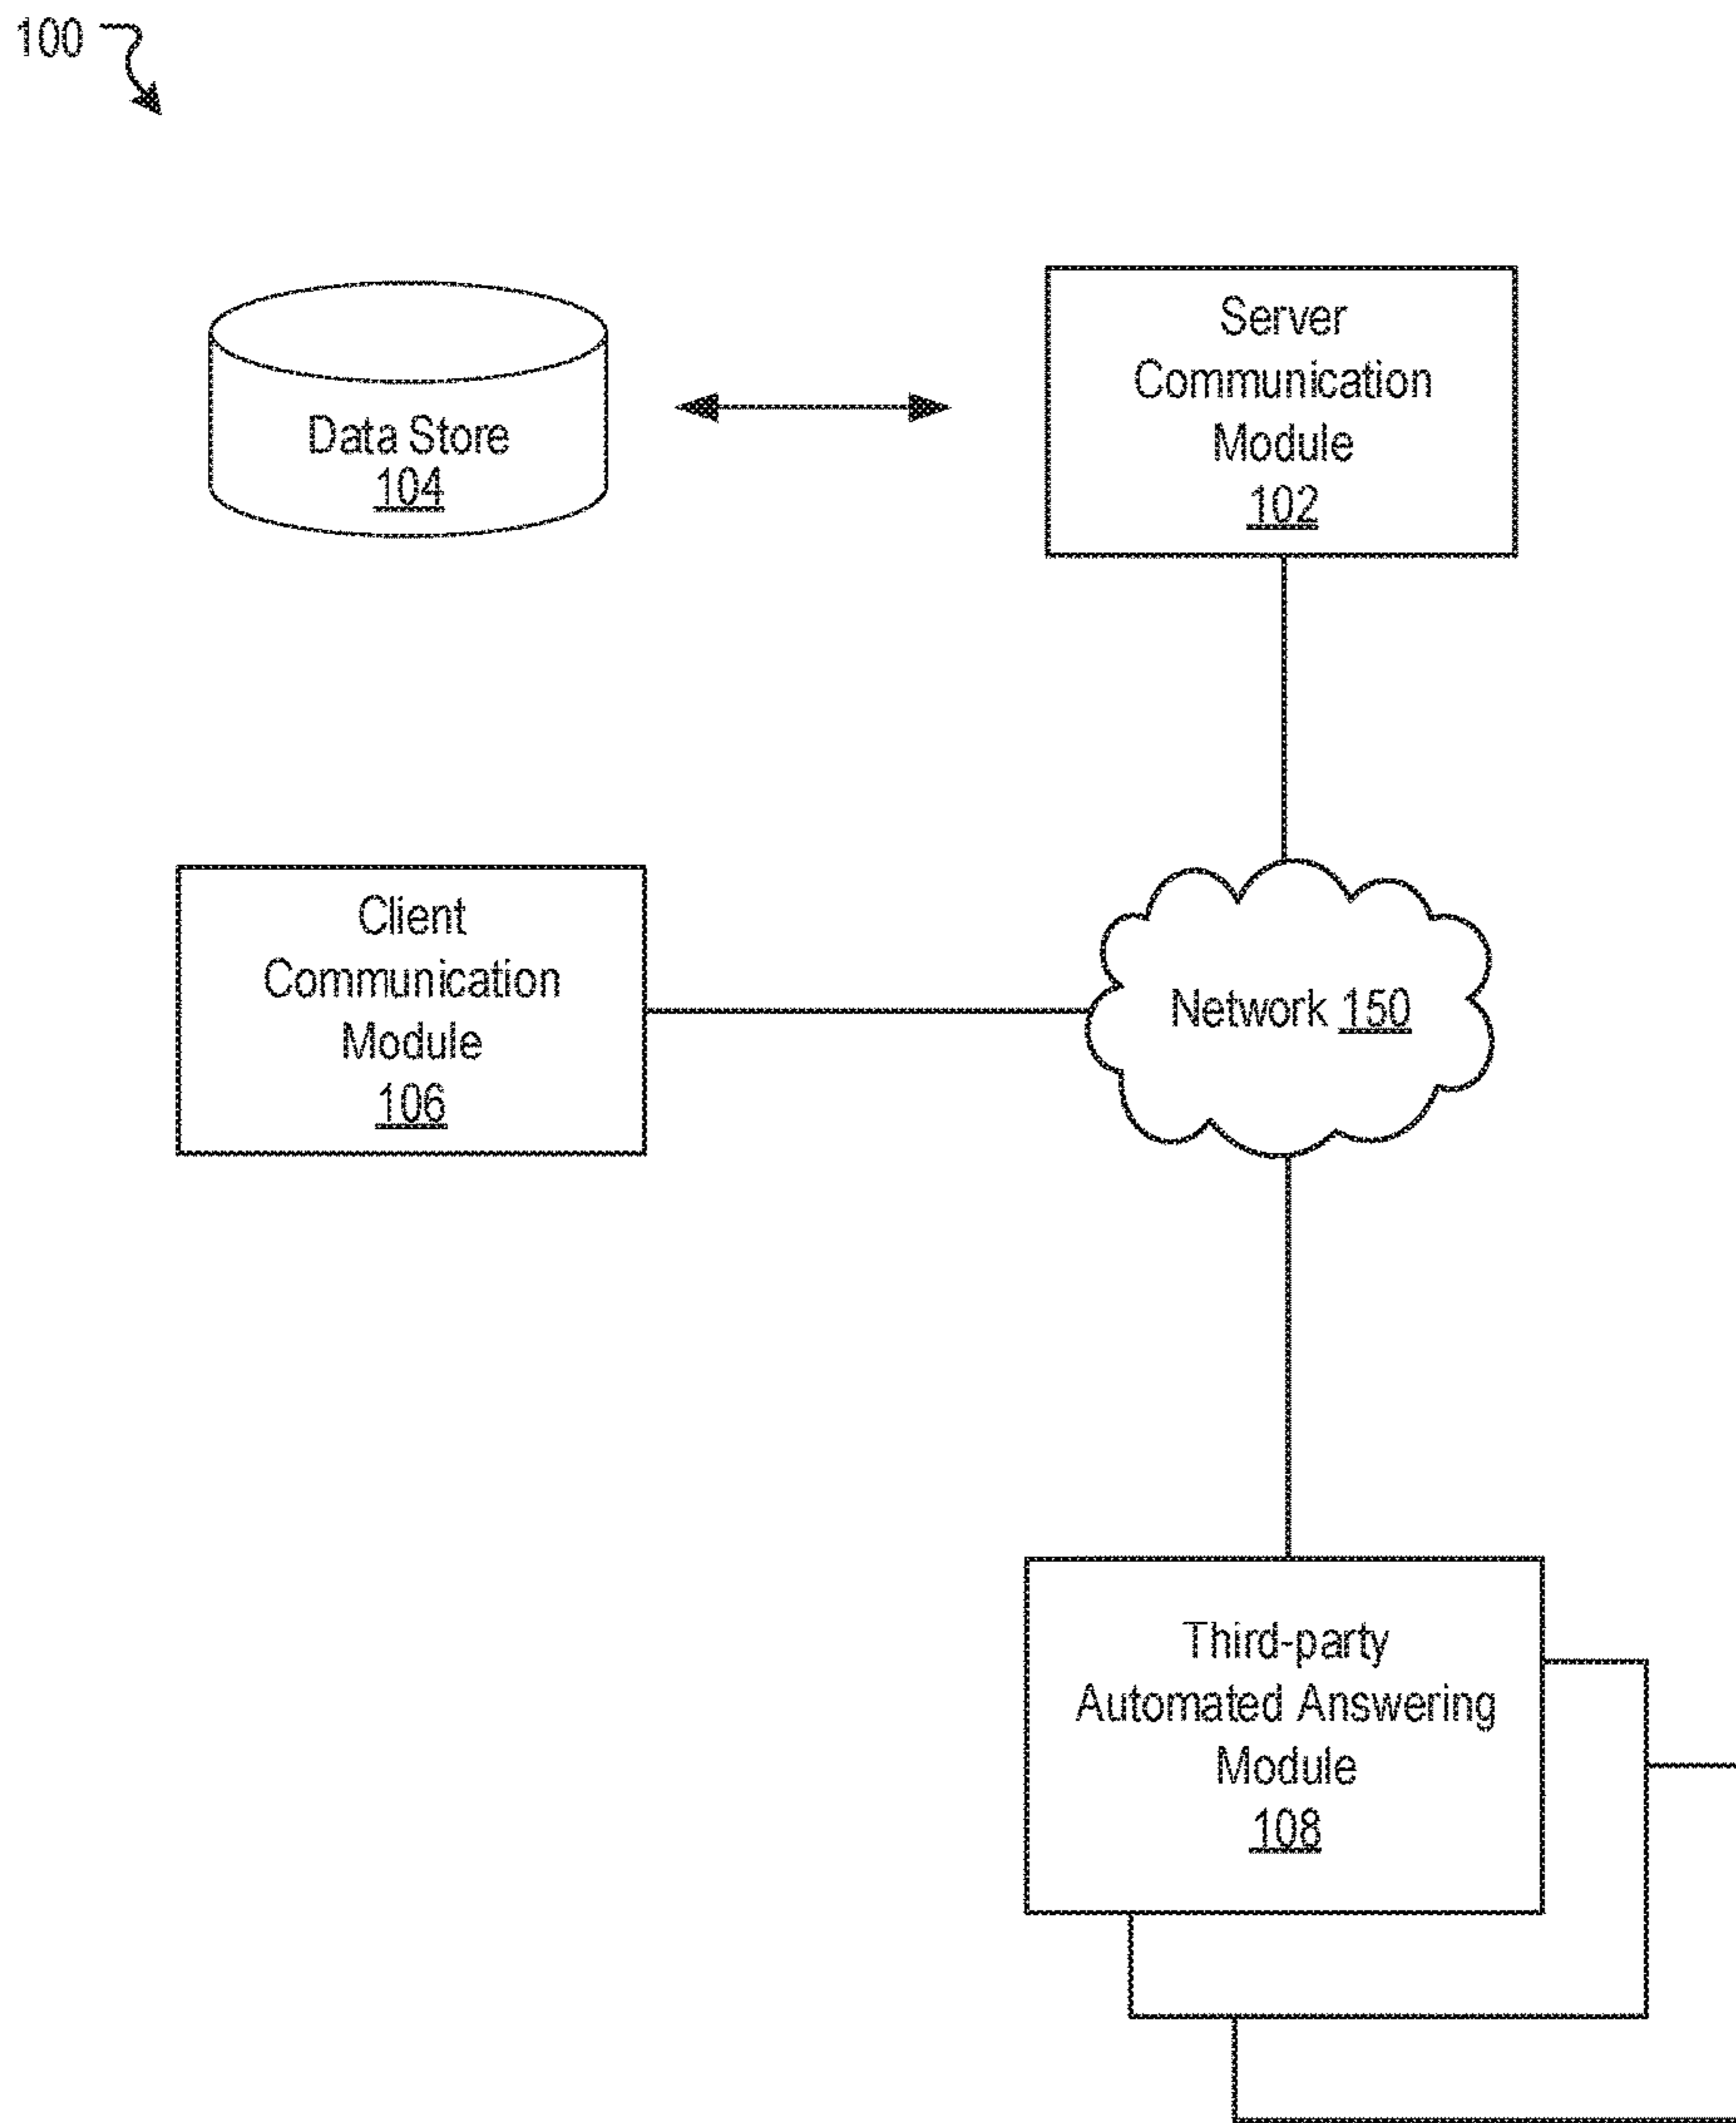 100
Data Store
104
Server
Communication
Module
102
Client
Communication
Module
106
Network 150
Third-party
Automated Answering
Module
108